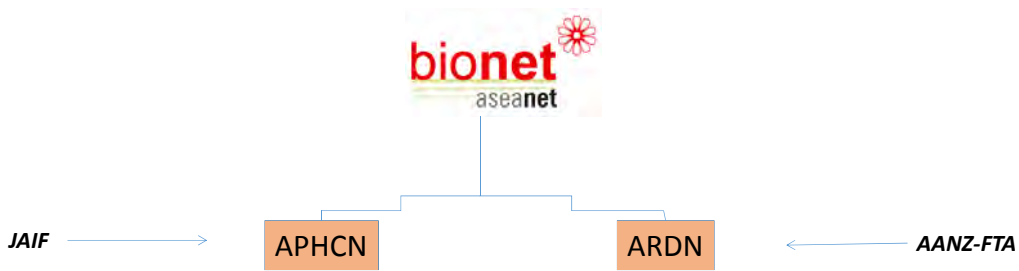 bionet
aseanet
JAIF
APHCN
ARDN
AANZ-FTA